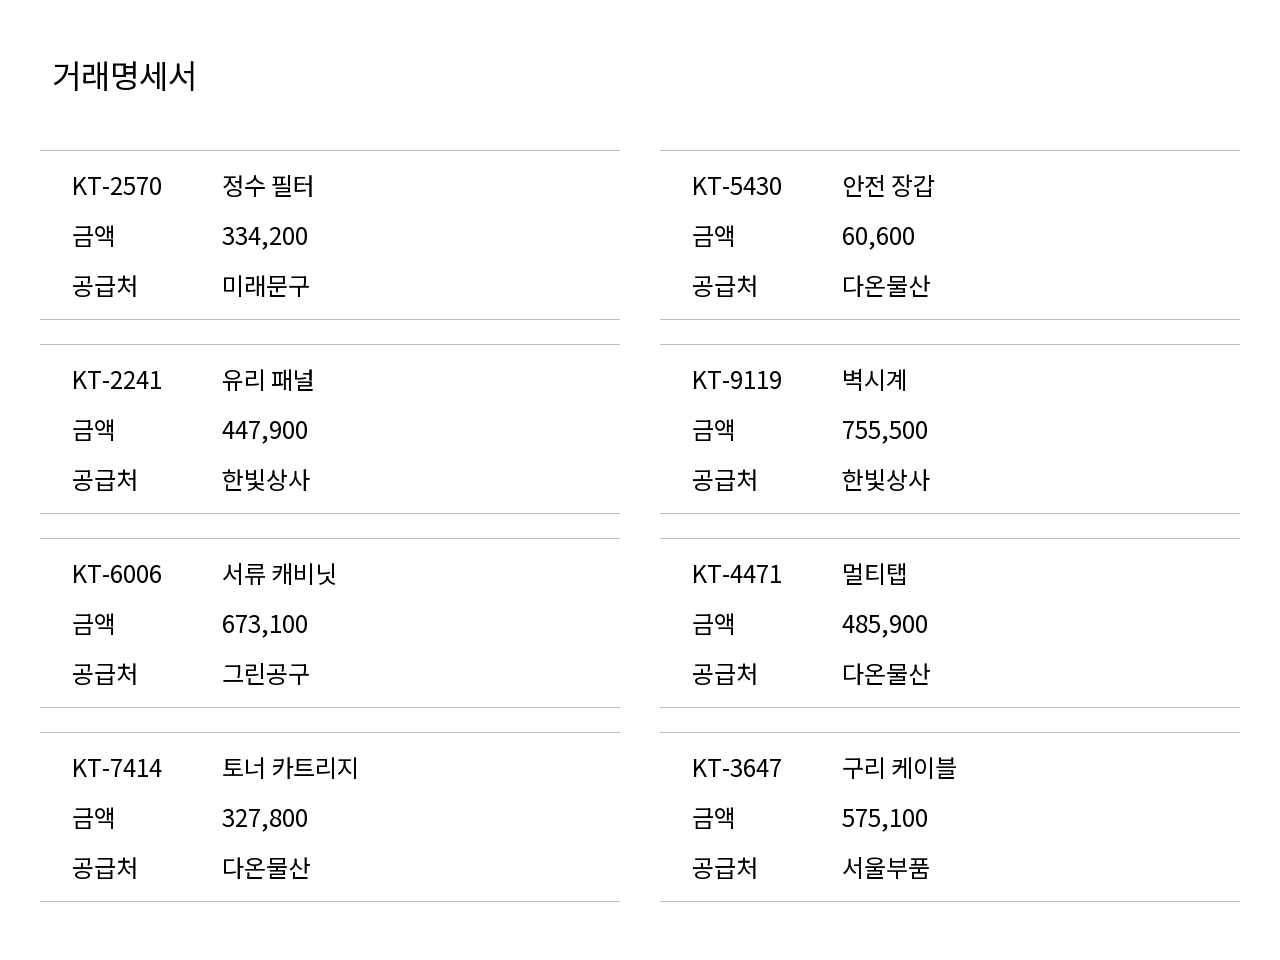 거래명세서
KT-2570 정수 필터
금액 334,200
공급처 미래문구
KT-5430 안전 장갑
금액 60,600
공급처 다온물산
KT-2241 유리 패널
금액 447,900
공급처 한빛상사
KT-9119 벽시계
금액 755,500
공급처 한빛상사
KT-6006 서류 캐비닛
금액 673,100
공급처 그린공구
KT-4471 멀티탭
금액 485,900
공급처 다온물산
KT-7414 토너 카트리지
금액 327,800
공급처 다온물산
KT-3647 구리 케이블
금액 575,100
공급처 서울부품